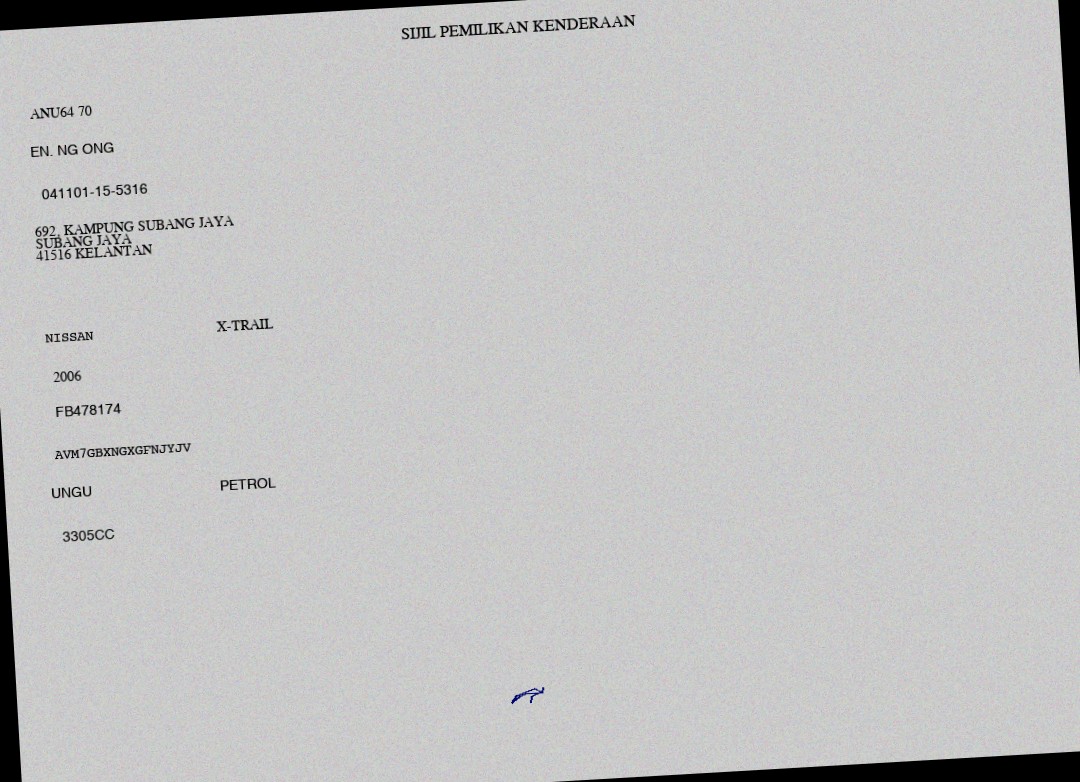 SIJIL PEMILIKAN KENDERAAN
ANU64 70
EN. NG ONG
041101-15-5316
692, KAMPUNG SUBANG JAYA
SUBANG JAYA
41516 KELANTAN
NISSAN X-TRAIL
2006
FB478174
AVM7GBXNGXGFNJYJV
UNGU PETROL
3305CC